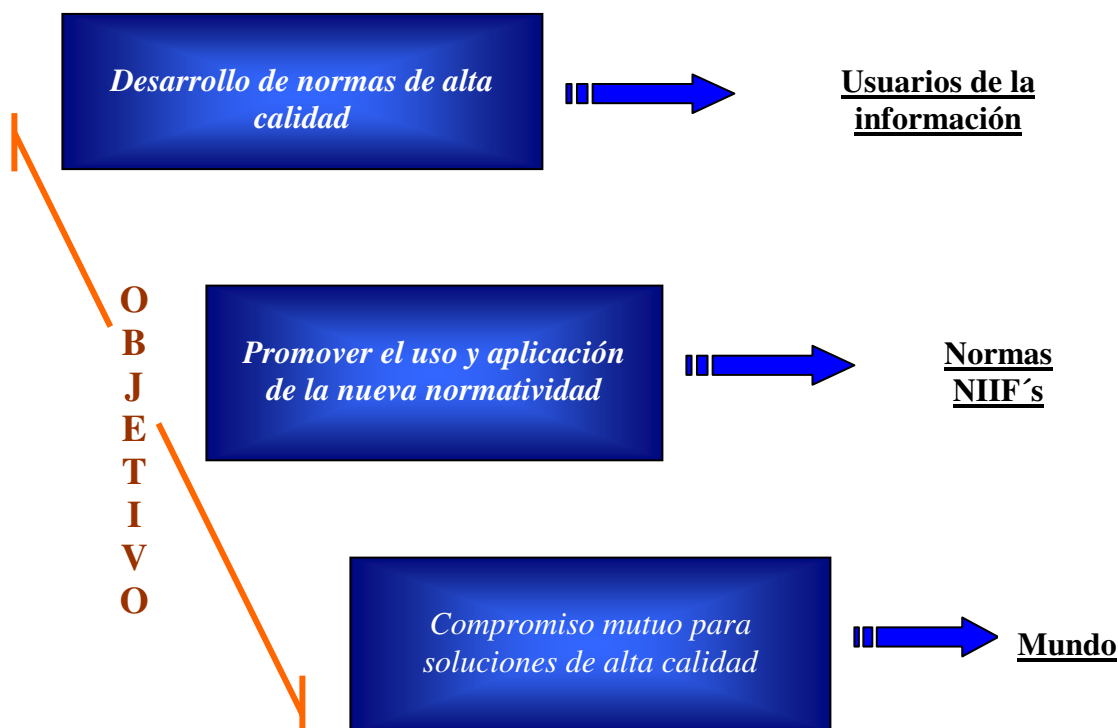 Desarrollo de normas de alta
calidad
Usuarios de la
información
O
B
J
E
T
I
V
O
Promover el uso y aplicación
de la nueva normatividad
Normas
NIIF´s
Compromiso mutuo para
soluciones de alta calidad
Mundo